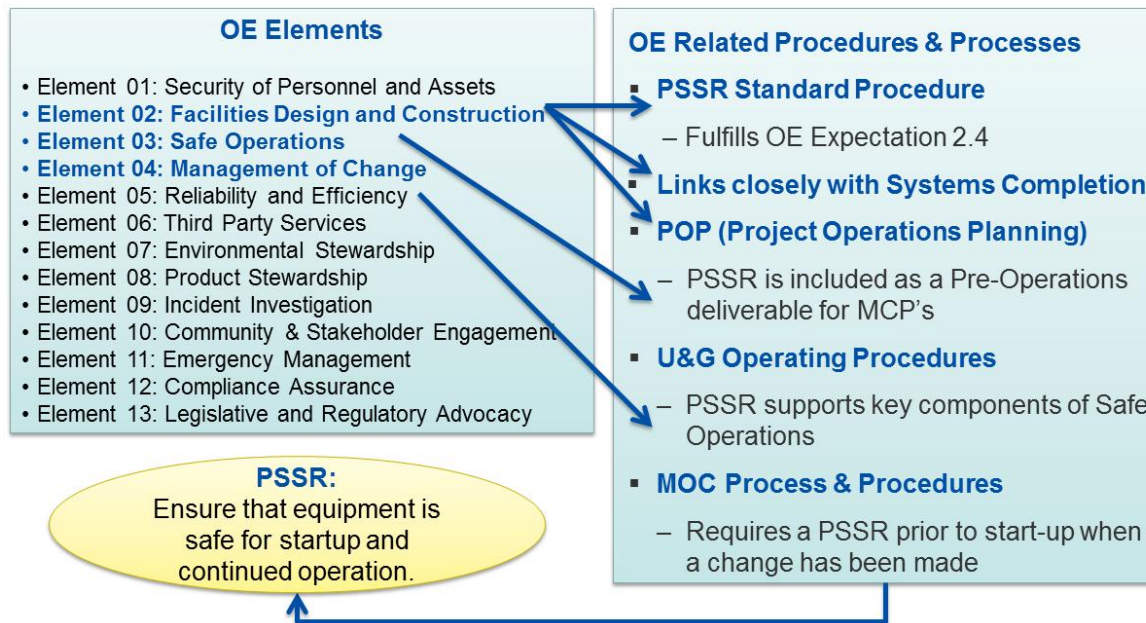 OE Elements
• Element 01: Security of Personnel and Assets
• Element 02: Facilities Design and Construction
• Element 03: Safe Operations
• Element 04: Management of Change
• Element 05: Reliability and Efficiency
• Element 06: Third Party Services
• Element 07: Environmental Stewardship
• Element 08: Product Stewardship
• Element 09: Incident Investigation
• Element 10: Community & Stakeholder Engagement
• Element 11: Emergency Management
• Element 12: Compliance Assurance
• Element 13: Legislative and Regulatory Advocacy
OE Related Procedures & Processes
▪ PSSR Standard Procedure
– Fulfills OE Expectation 2.4
▪ Links closely with Systems Completion
▪ POP (Project Operations Planning)
– PSSR is included as a Pre-Operations
deliverable for MCP's
▪ U&G Operating Procedures
– PSSR supports key components of Safe
Operations
▪ MOC Process & Procedures
– Requires a PSSR prior to start-up when
a change has been made
PSSR:
Ensure that equipment is
safe for startup and
continued operation.